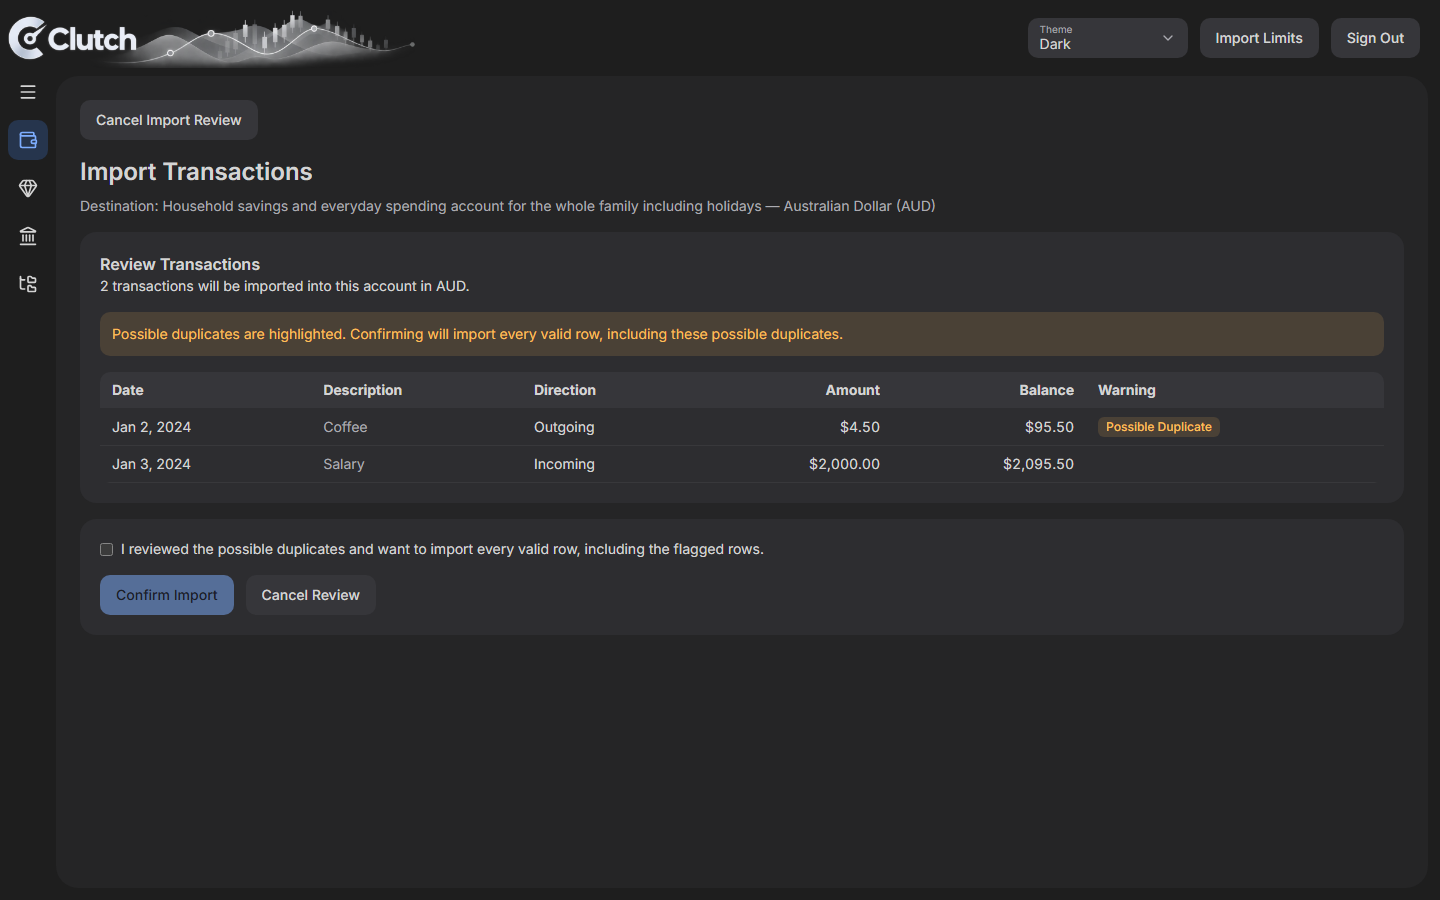 Clutch
Theme
Dark
Import Limits
Sign Out
Cancel Import Review
Import Transactions
Destination: Household savings and everyday spending account for the whole family including holidays — Australian Dollar (AUD)
Review Transactions
2 transactions will be imported into this account in AUD.
Possible duplicates are highlighted. Confirming will import every valid row, including these possible duplicates.
Date Description Direction Amount Balance Warning
Jan 2, 2024 Coffee Outgoing $4.50 $95.50 Possible Duplicate
Jan 3, 2024 Salary Incoming $2,000.00 $2,095.50
I reviewed the possible duplicates and want to import every valid row, including the flagged rows.
Confirm Import Cancel Review